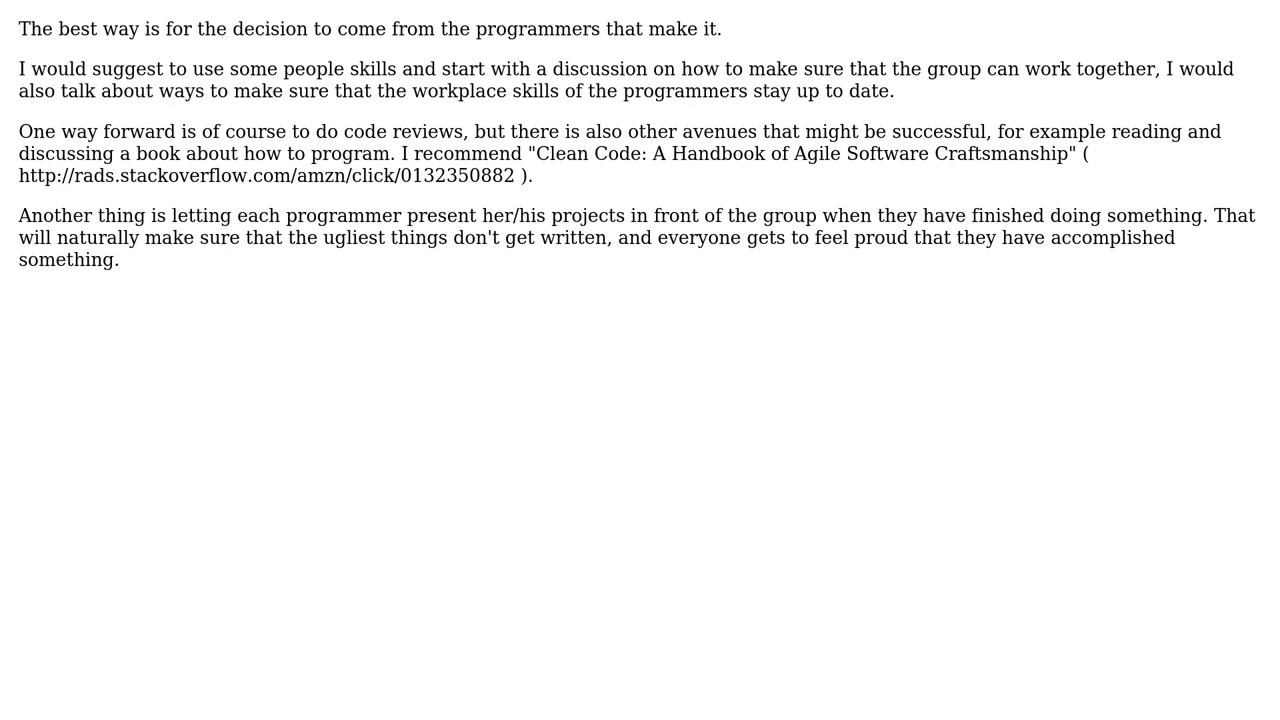 The best way is for the decision to come from the programmers that make it.
I would suggest to use some people skills and start with a discussion on how to make sure that the group can work together, I would
also talk about ways to make sure that the workplace skills of the programmers stay up to date.
One way forward is of course to do code reviews, but there is also other avenues that might be successful, for example reading and
discussing a book about how to program. I recommend "Clean Code: A Handbook of Agile Software Craftsmanship" (
http://rads.stackoverflow.com/amzn/click/0132350882 ).
Another thing is letting each programmer present her/his projects in front of the group when they have finished doing something. That
will naturally make sure that the ugliest things don't get written, and everyone gets to feel proud that they have accomplished
something.